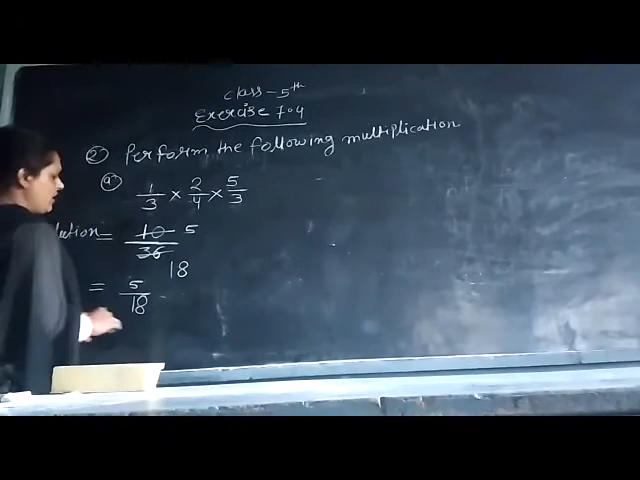 Class - 5th
Exercise 7.4
② Perform the following multiplication
(a) 1/3 × 2/4 × 5/3
= 10/36 5
18
= 5/18